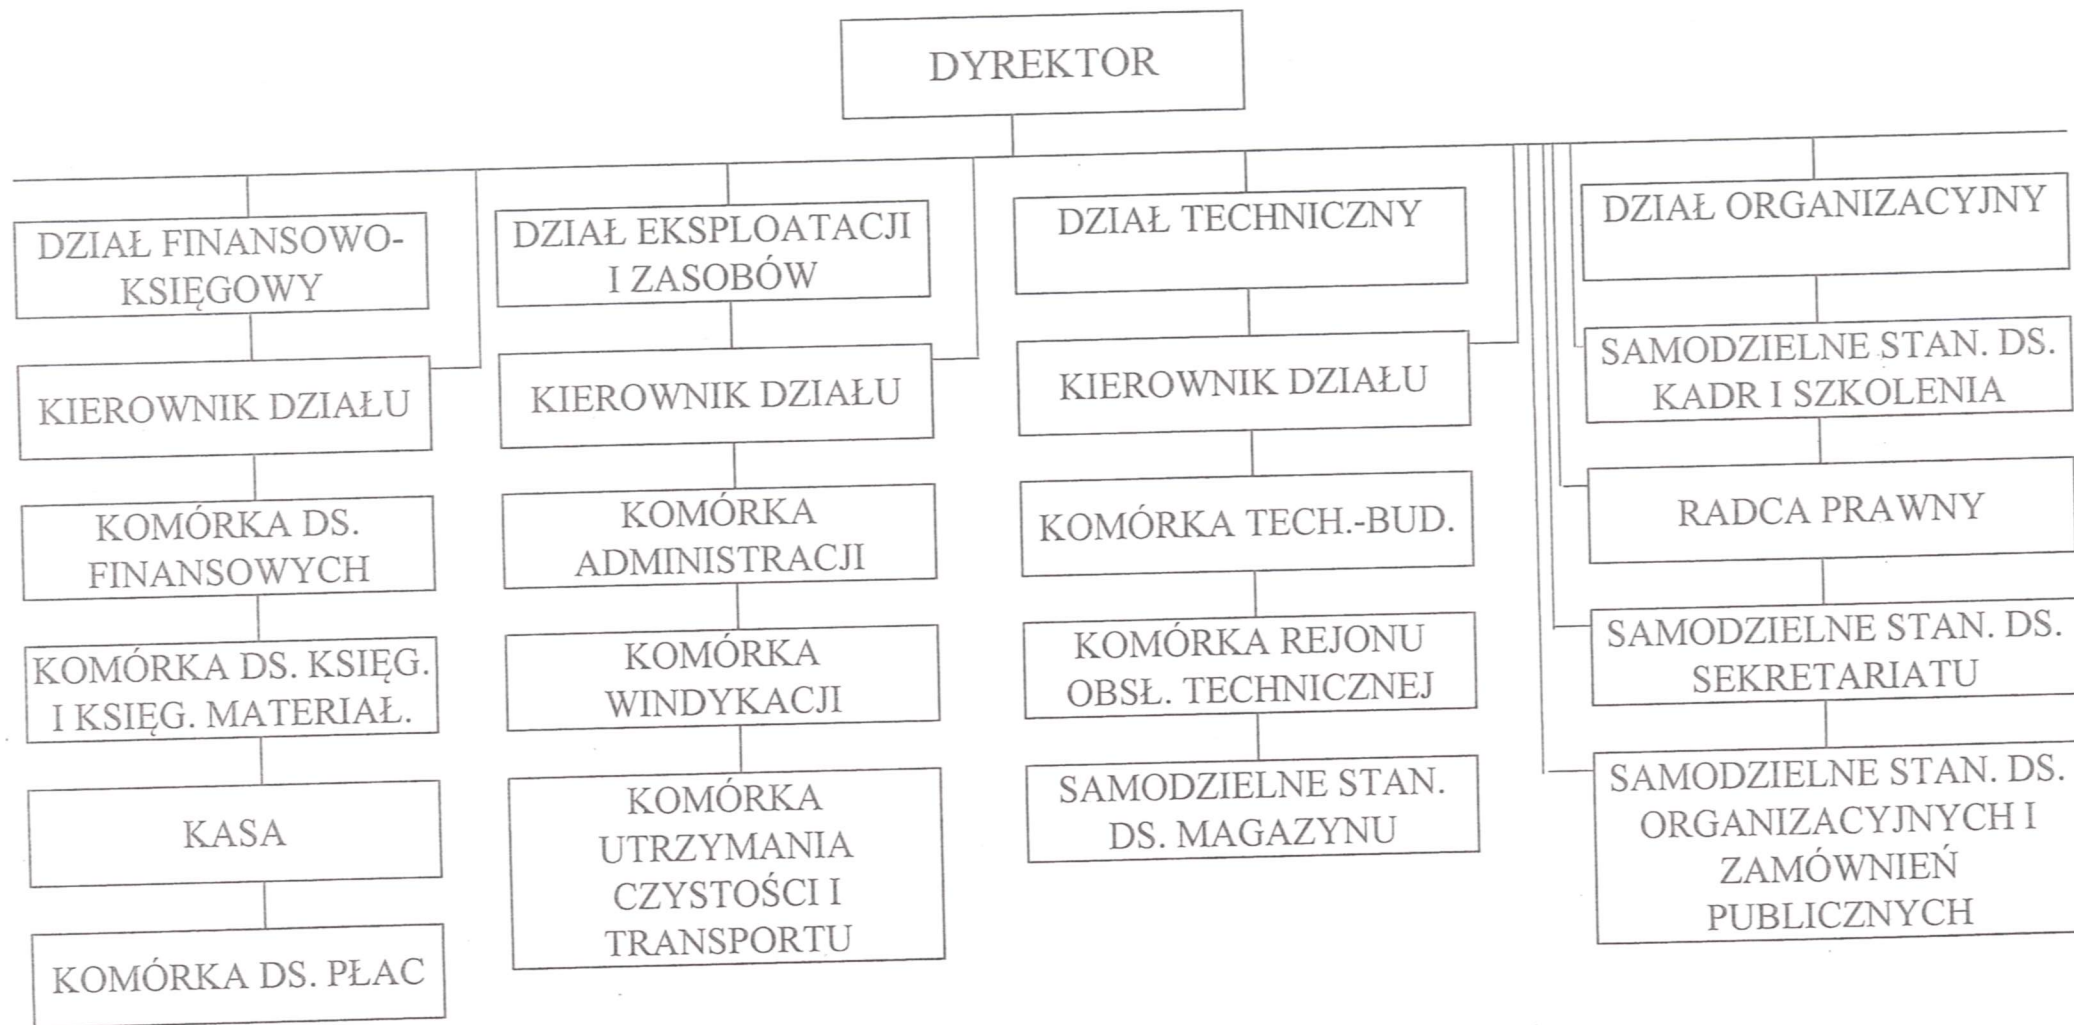 DYREKTOR
DZIAŁ FINANSOWO-
KSIĘGOWY
KIEROWNIK DZIAŁU
KOMÓRKA DS.
FINANSOWYCH
KOMÓRKA DS. KSIĘG.
I KSIĘG. MATERIAŁ.
KASA
KOMÓRKA DS. PŁAC
DZIAŁ EKSPLOATACJI
I ZASOBÓW
KIEROWNIK DZIAŁU
KOMÓRKA
ADMINISTRACJI
KOMÓRKA
WINDYKACJI
KOMÓRKA
UTRZYMANIA
CZYSTOŚCI I
TRANSPORTU
DZIAŁ TECHNICZNY
KIEROWNIK DZIAŁU
KOMÓRKA TECH.-BUD.
KOMÓRKA REJONU
OBSŁ. TECHNICZNEJ
SAMODZIELNE STAN.
DS. MAGAZYNU
DZIAŁ ORGANIZACYJNY
SAMODZIELNE STAN. DS.
KADR I SZKOLENIA
RADCA PRAWNY
SAMODZIELNE STAN. DS.
SEKRETARIATU
SAMODZIELNE STAN. DS.
ORGANIZACYJNYCH I
ZAMÓWNIEŃ
PUBLICZNYCH